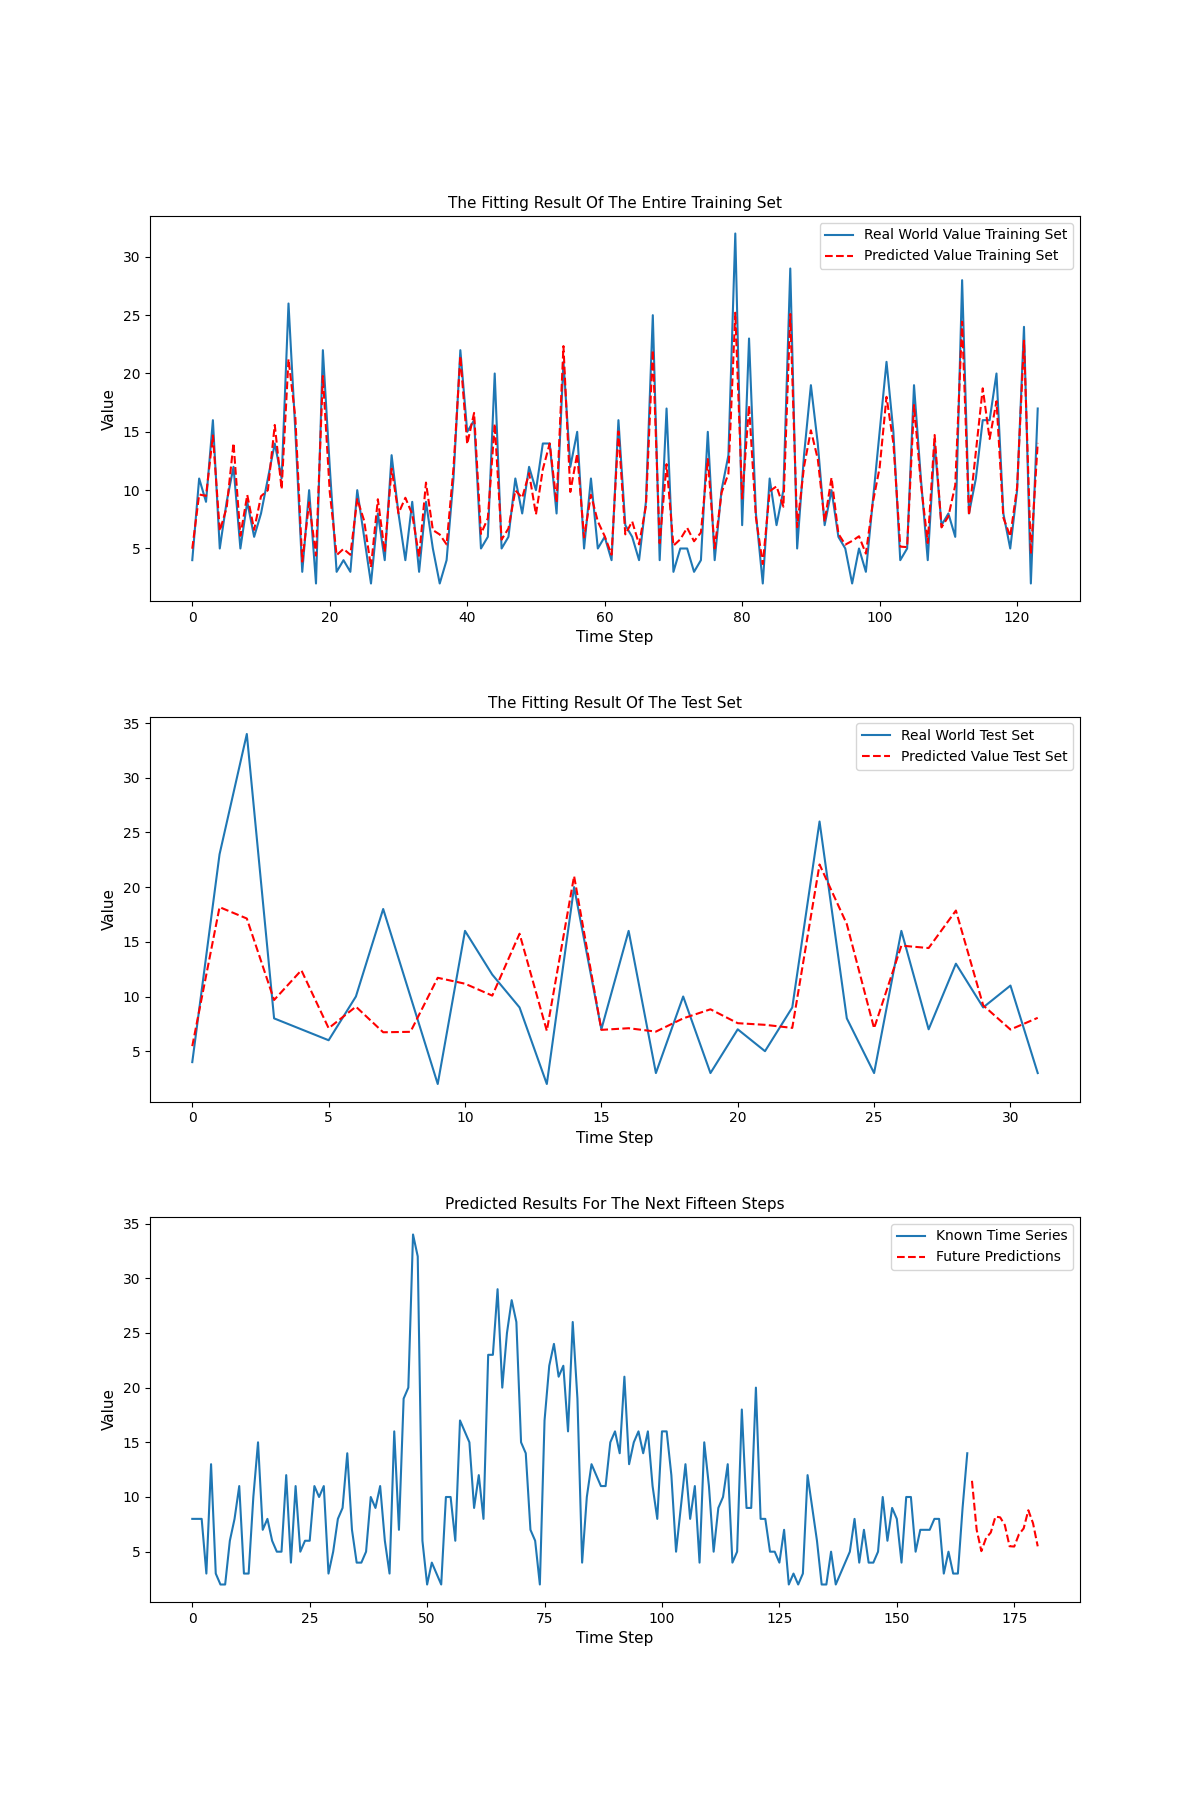 The Fitting Result Of The Entire Training Set
Real World Value Training Set
Predicted Value Training Set
Value
30
25
20
15
10
5
0 20 40 60 80 100 120
Time Step
The Fitting Result Of The Test Set
Real World Test Set
Predicted Value Test Set
Value
35
30
25
20
15
10
5
0 5 10 15 20 25 30
Time Step
Predicted Results For The Next Fifteen Steps
Known Time Series
Future Predictions
Value
35
30
25
20
15
10
5
0 25 50 75 100 125 150 175
Time Step